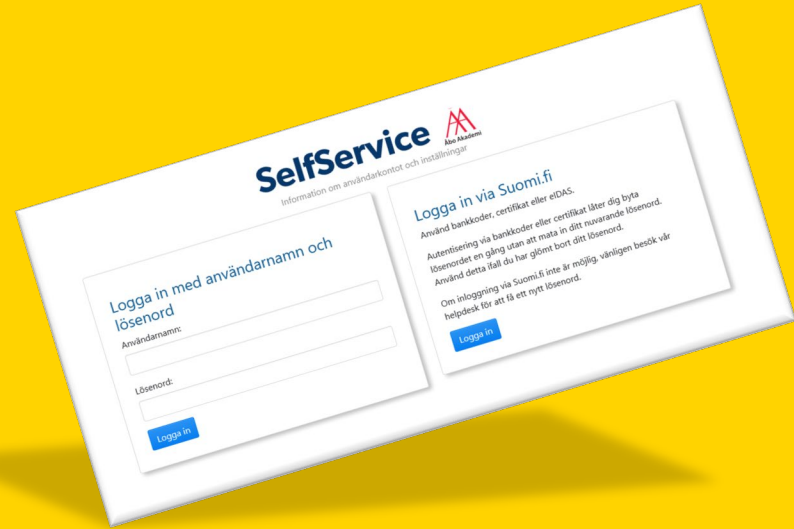 SelfService
Åbo Akademi
Information om användarkontot och inställningar
Logga in med användarnamn och
lösenord
Användarnamn:
Lösenord:
Logga in
Logga in via Suomi.fi
Använd bankkoder, certifikat eller eIDAS.
Autentisering via bankkoder eller certifikat låter dig byta
lösenordet en gång utan att mata in ditt nuvarande lösenord.
Använd detta ifall du har glömt bort ditt lösenord.
Om inloggning via Suomi.fi inte är möjlig, vänligen besök vår
helpdesk för att få ett nytt lösenord.
Logga in